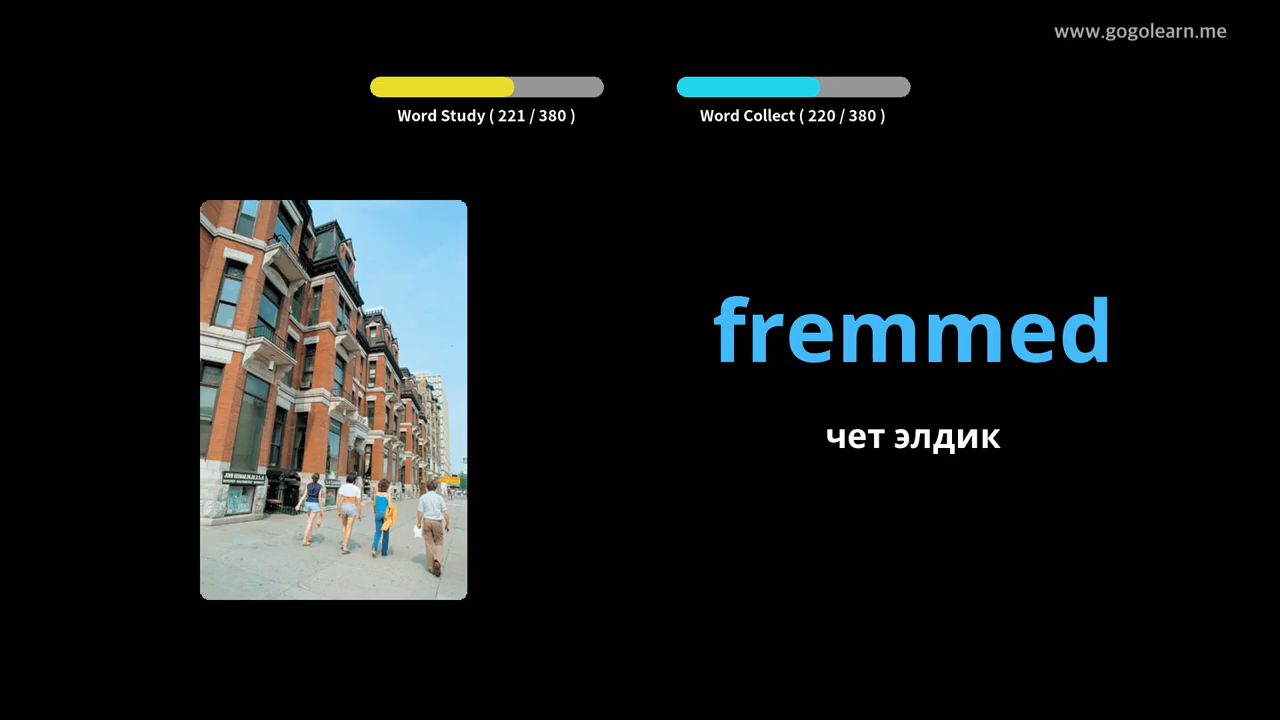 www.gogolearn.me
Word Study ( 221 / 380 )
Word Collect ( 220 / 380 )
fremmed
чет элдик